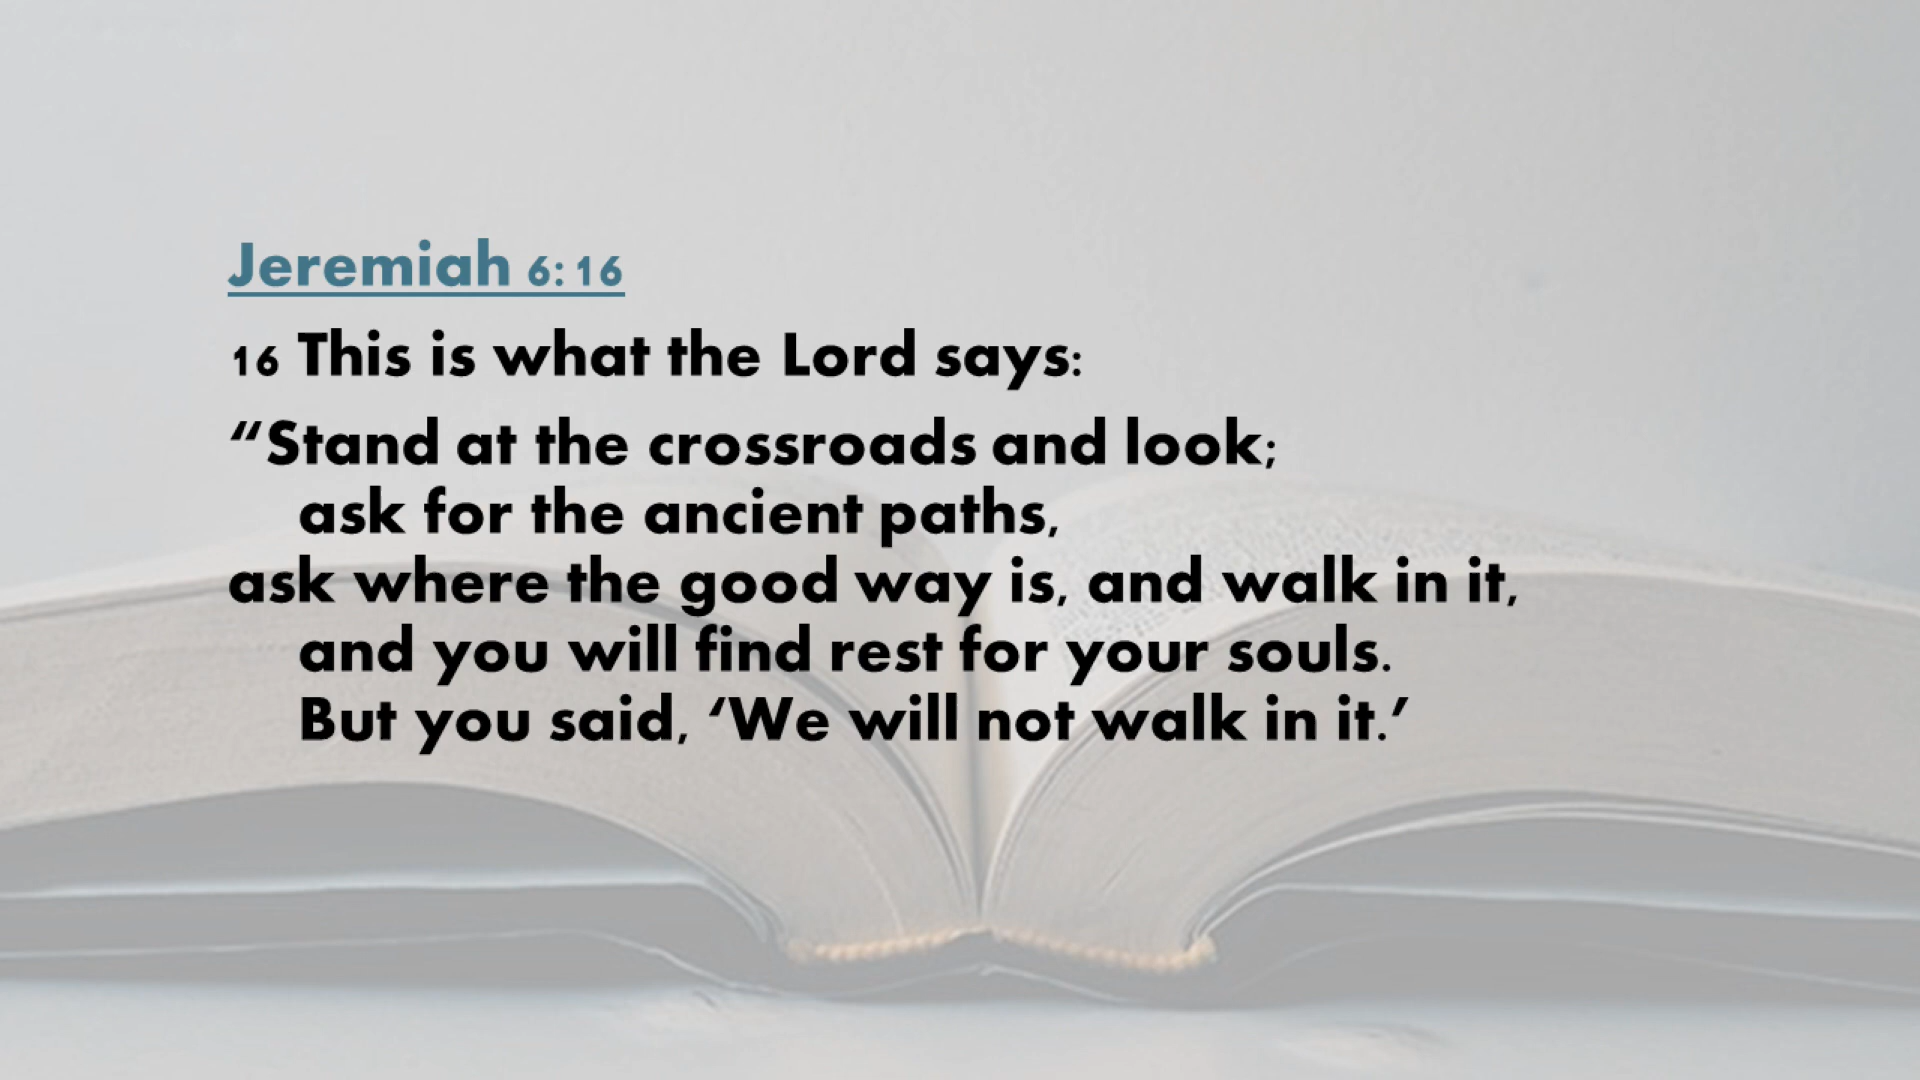 Jeremiah 6:16
16 This is what the Lord says:
“Stand at the crossroads and look;
ask for the ancient paths,
ask where the good way is, and walk in it,
and you will find rest for your souls.
But you said, ‘We will not walk in it.’